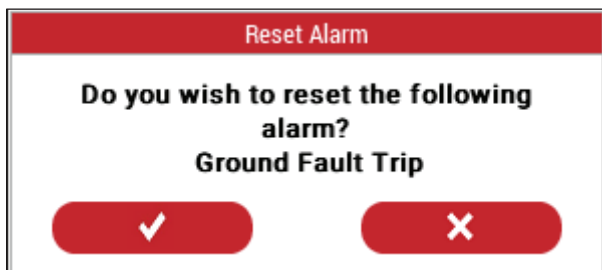 Reset Alarm
Do you wish to reset the following
alarm?
Ground Fault Trip